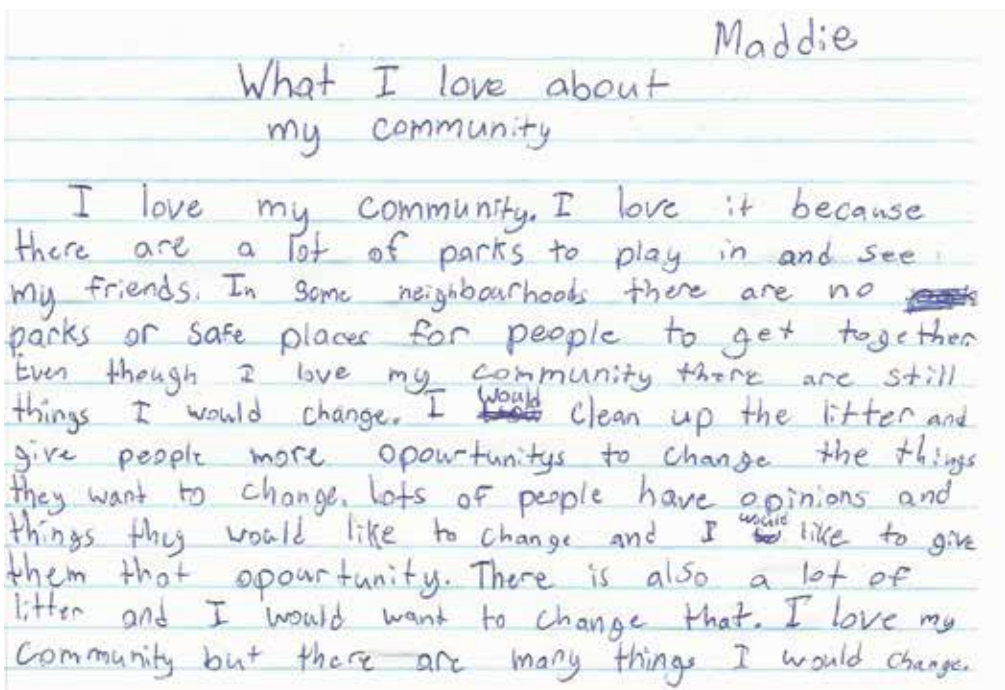 Maddie
What I love about
my community
I love my community. I love it because
there are a lot of parks to play in and see
my friends. In some neighbourhoods there are no
parks or safe places for people to get together
Even though I love my community there are still
things I would change. I would clean up the litter and
give people more opourtunitys to change the things
they want to change. lots of people have opinions and
things they would like to change and I would like to give
them that opourtunity. There is also a lot of
litter and I would want to change that. I love my
community but there are many things I would change.